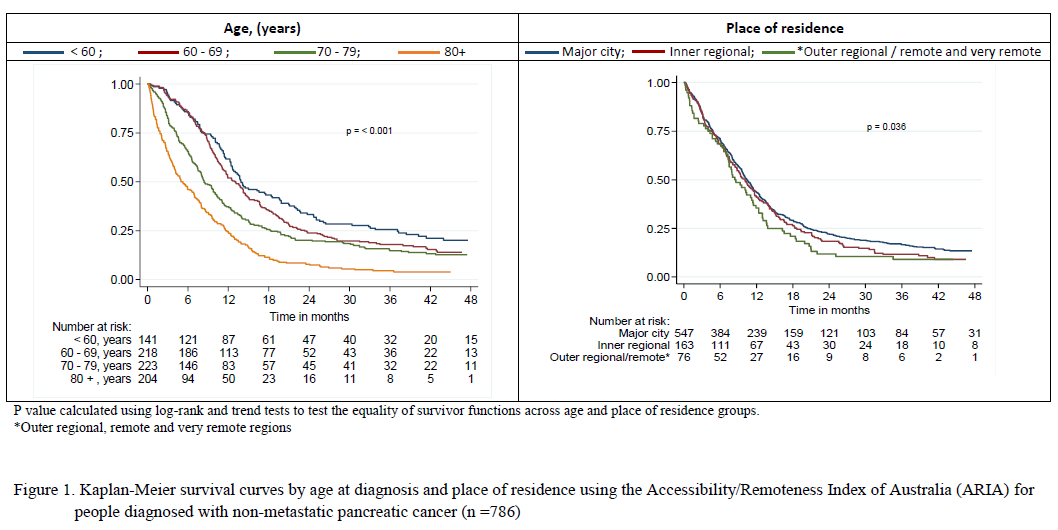 Age, (years)
< 60 ; 60 - 69 ; 70 - 79; 80+
1.00
0.75
0.50
0.25
0.00
p = < 0.001
0 6 12 18 24 30 36 42 48
Time in months
Number at risk:
< 60, years 141 121 87 61 47 40 32 20 15
60 - 69, years 218 186 113 77 52 43 36 22 13
70 - 79, years 223 146 83 57 45 41 32 22 11
80 + , years 204 94 50 23 16 11 8 5 1
Place of residence
Major city; Inner regional; *Outer regional / remote and very remote
1.00
0.75
0.50
0.25
0.00
p = 0.036
0 6 12 18 24 30 36 42 48
Time in months
Number at risk:
Major city 547 384 239 159 121 103 84 57 31
Inner regional 163 111 67 43 30 24 18 10 8
Outer regional/remote* 76 52 27 16 9 8 6 2 1
P value calculated using log-rank and trend tests to test the equality of survivor functions across age and place of residence groups.
*Outer regional, remote and very remote regions
Figure 1. Kaplan-Meier survival curves by age at diagnosis and place of residence using the Accessibility/Remoteness Index of Australia (ARIA) for
people diagnosed with non-metastatic pancreatic cancer (n =786)